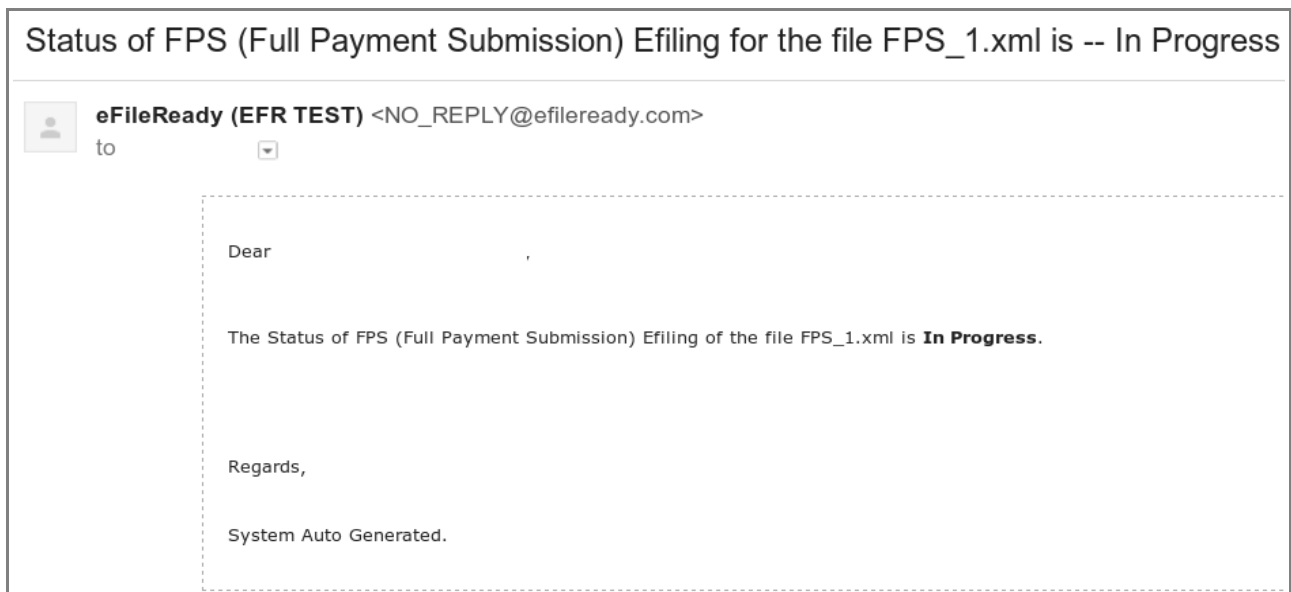 Status of FPS (Full Payment Submission) Efiling for the file FPS_1.xml is -- In Progress
eFileReady (EFR TEST) <NO_REPLY@efileready.com>
to
Dear ,
The Status of FPS (Full Payment Submission) Efiling of the file FPS_1.xml is In Progress.
Regards,
System Auto Generated.